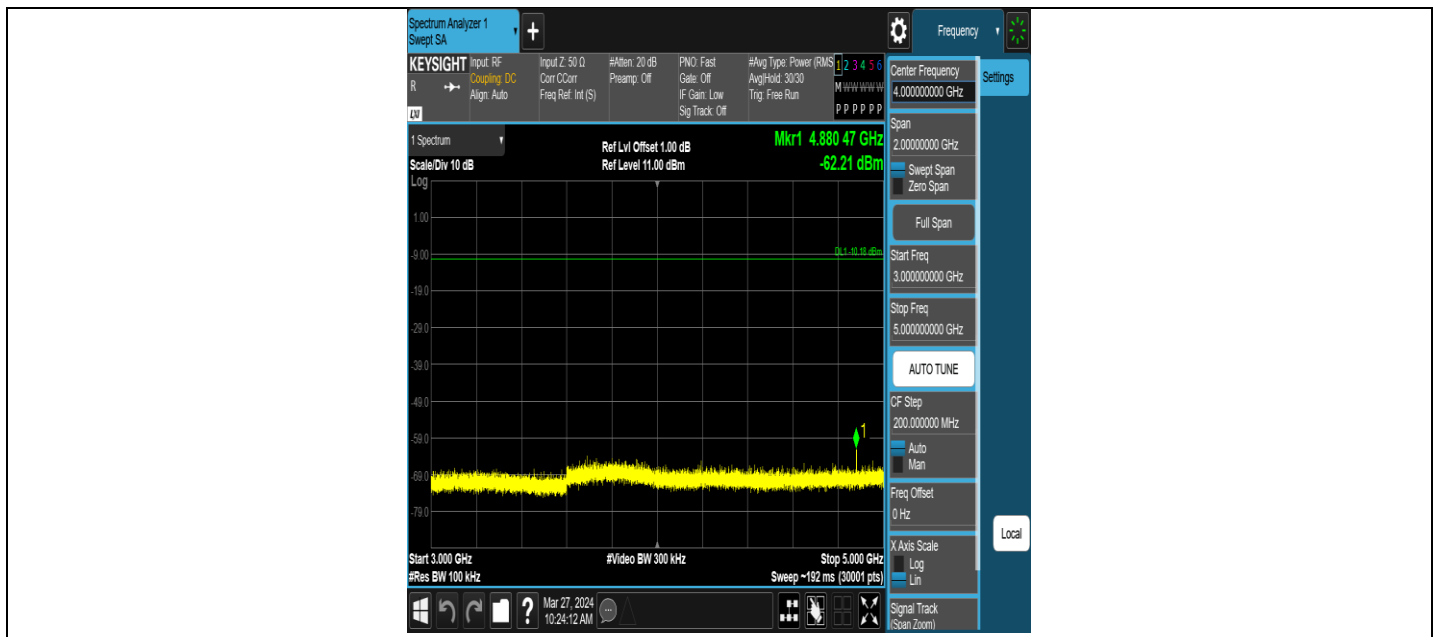 Spectrum Analyzer 1
Swept SA
+
Frequency
KEYSIGHT
R
LXI
Input: RF
Coupling: DC
Align: Auto
Input Z: 50 Ω
Corr CCorr
Freq Ref: Int (S)
#Atten: 20 dB
Preamp: Off
PNO: Fast
Gate: Off
IF Gain: Low
Sig Track: Off
#Avg Type: Power (RMS
Avg|Hold: 30/30
Trig: Free Run
1 2 3 4 5 6
M W W W W W
P P P P P P
1 Spectrum
Scale/Div 10 dB
Log
Ref Lvl Offset 1.00 dB
Ref Level 11.00 dBm
Mkr1 4.880 47 GHz
-62.21 dBm
1.00
-9.00
DL1 -10.18 dBm
-19.0
-29.0
-39.0
-49.0
-59.0
1
-69.0
-79.0
Start 3.000 GHz
#Res BW 100 kHz
#Video BW 300 kHz
Stop 5.000 GHz
Sweep ~192 ms (30001 pts)
Center Frequency
4.000000000 GHz
Settings
Span
2.00000000 GHz
Swept Span
Zero Span
Full Span
Start Freq
3.000000000 GHz
Stop Freq
5.000000000 GHz
AUTO TUNE
CF Step
200.000000 MHz
Auto
Man
Freq Offset
0 Hz
X Axis Scale
Log
Lin
Local
Signal Track
(Span Zoom)
?
Mar 27, 2024
10:24:12 AM